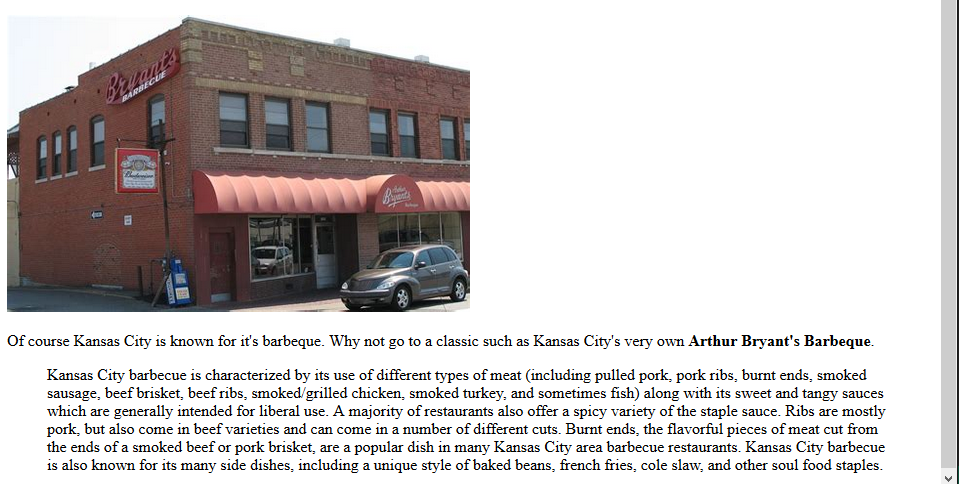 Bryant's
BARBECUE
Budweiser
Arthur
Bryant's
Barbeque
Of course Kansas City is known for it's barbeque. Why not go to a classic such as Kansas City's very own Arthur Bryant's Barbeque.
Kansas City barbecue is characterized by its use of different types of meat (including pulled pork, pork ribs, burnt ends, smoked
sausage, beef brisket, beef ribs, smoked/grilled chicken, smoked turkey, and sometimes fish) along with its sweet and tangy sauces
which are generally intended for liberal use. A majority of restaurants also offer a spicy variety of the staple sauce. Ribs are mostly
pork, but also come in beef varieties and can come in a number of different cuts. Burnt ends, the flavorful pieces of meat cut from
the ends of a smoked beef or pork brisket, are a popular dish in many Kansas City area barbecue restaurants. Kansas City barbecue
is also known for its many side dishes, including a unique style of baked beans, french fries, cole slaw, and other soul food staples.